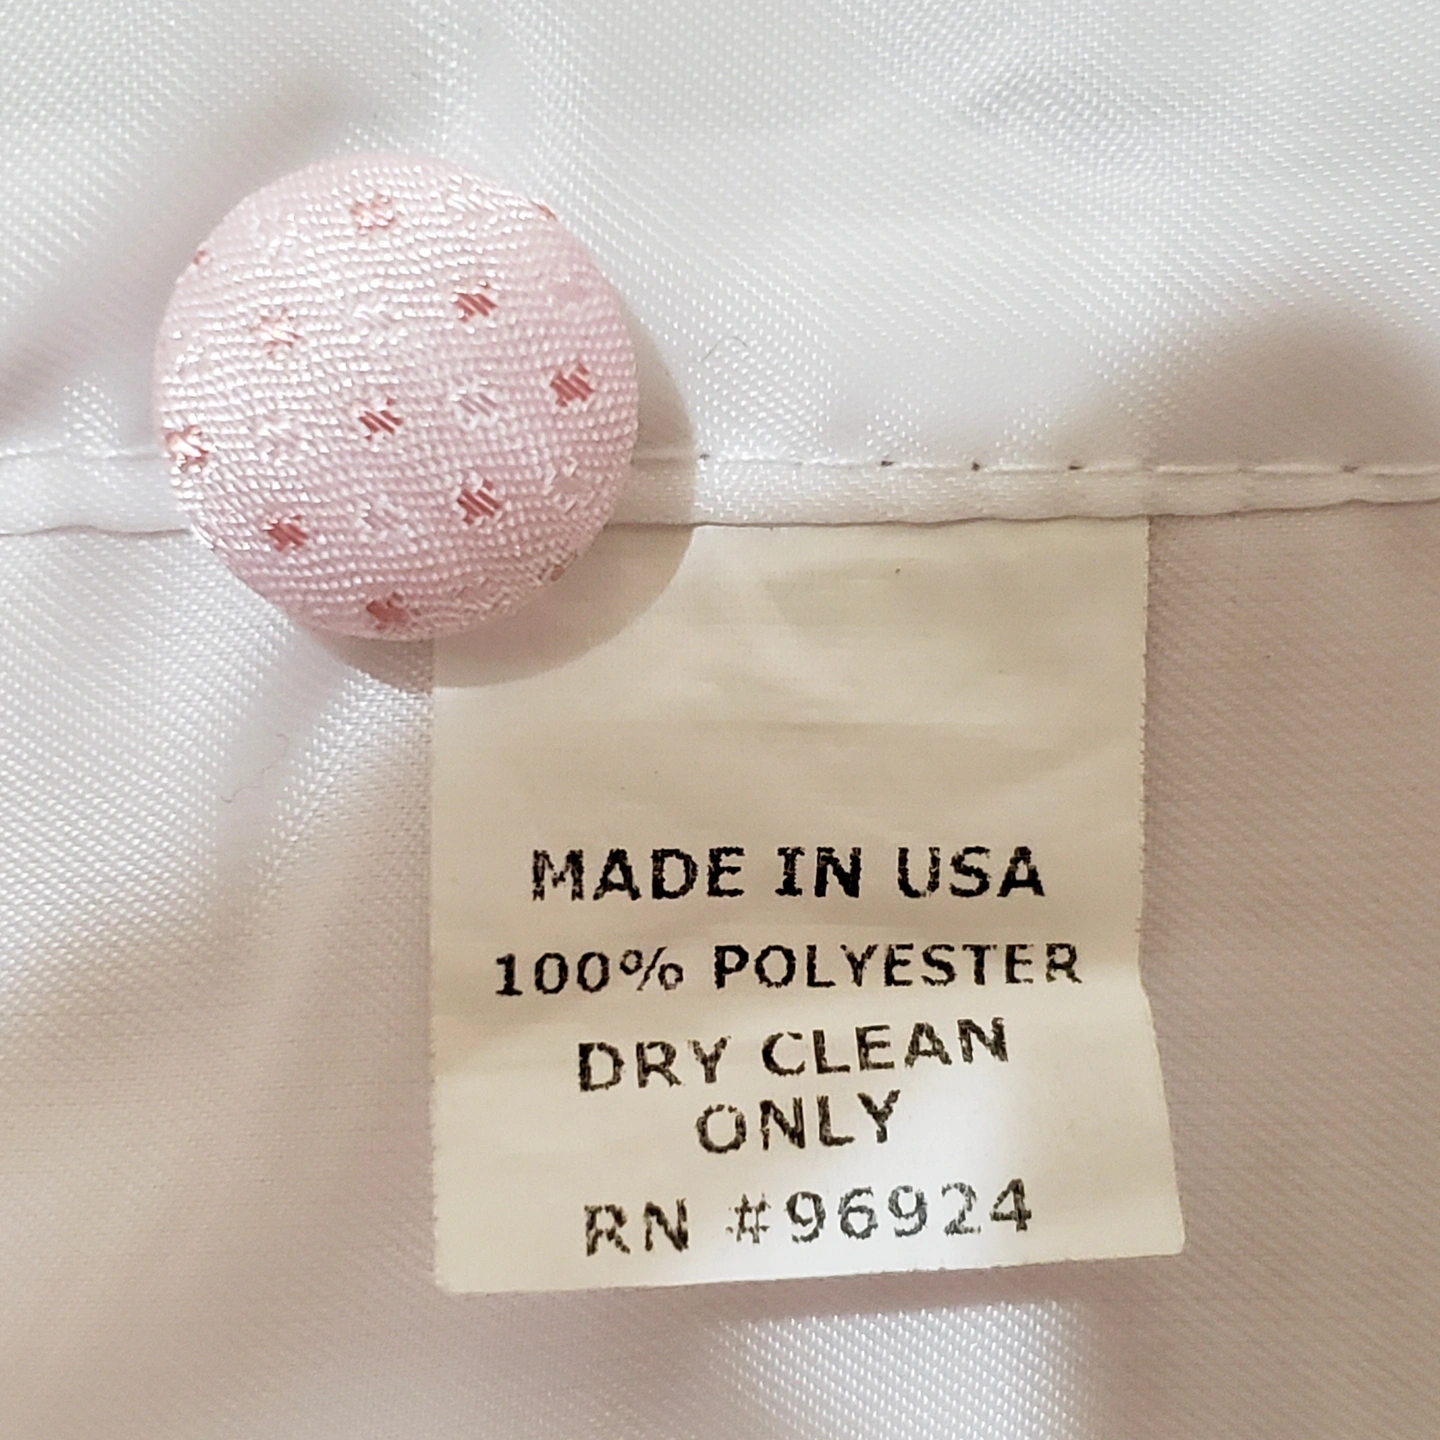 MADE IN USA
100% POLYESTER
DRY CLEAN
ONLY
RN #96924